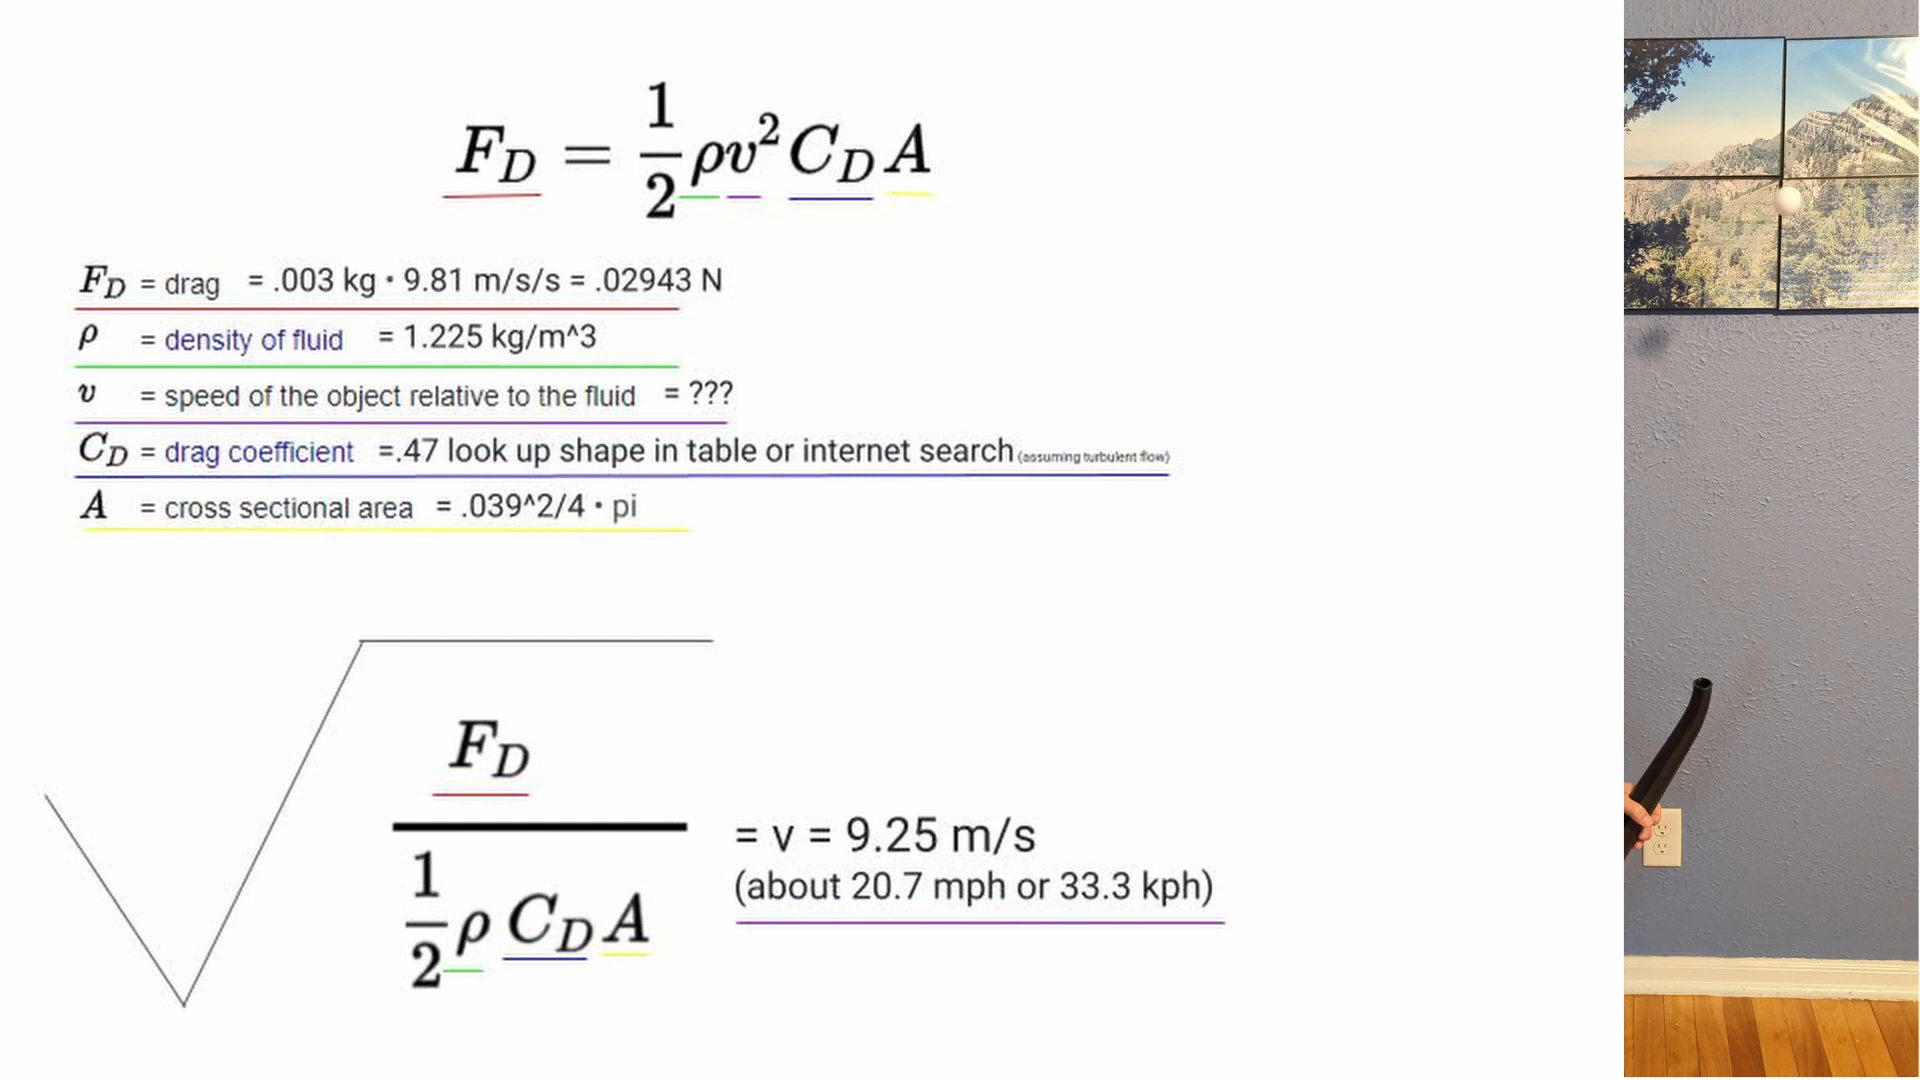 F_D = 1/2 ρv²C_D A
F_D = drag = .003 kg · 9.81 m/s/s = .02943 N
ρ = density of fluid = 1.225 kg/m^3
v = speed of the object relative to the fluid = ???
C_D = drag coefficient =.47 look up shape in table or internet search (assuming turbulent flow)
A = cross sectional area = .039^2/4 · pi
F_D
1/2 ρ C_D A
= v = 9.25 m/s
(about 20.7 mph or 33.3 kph)